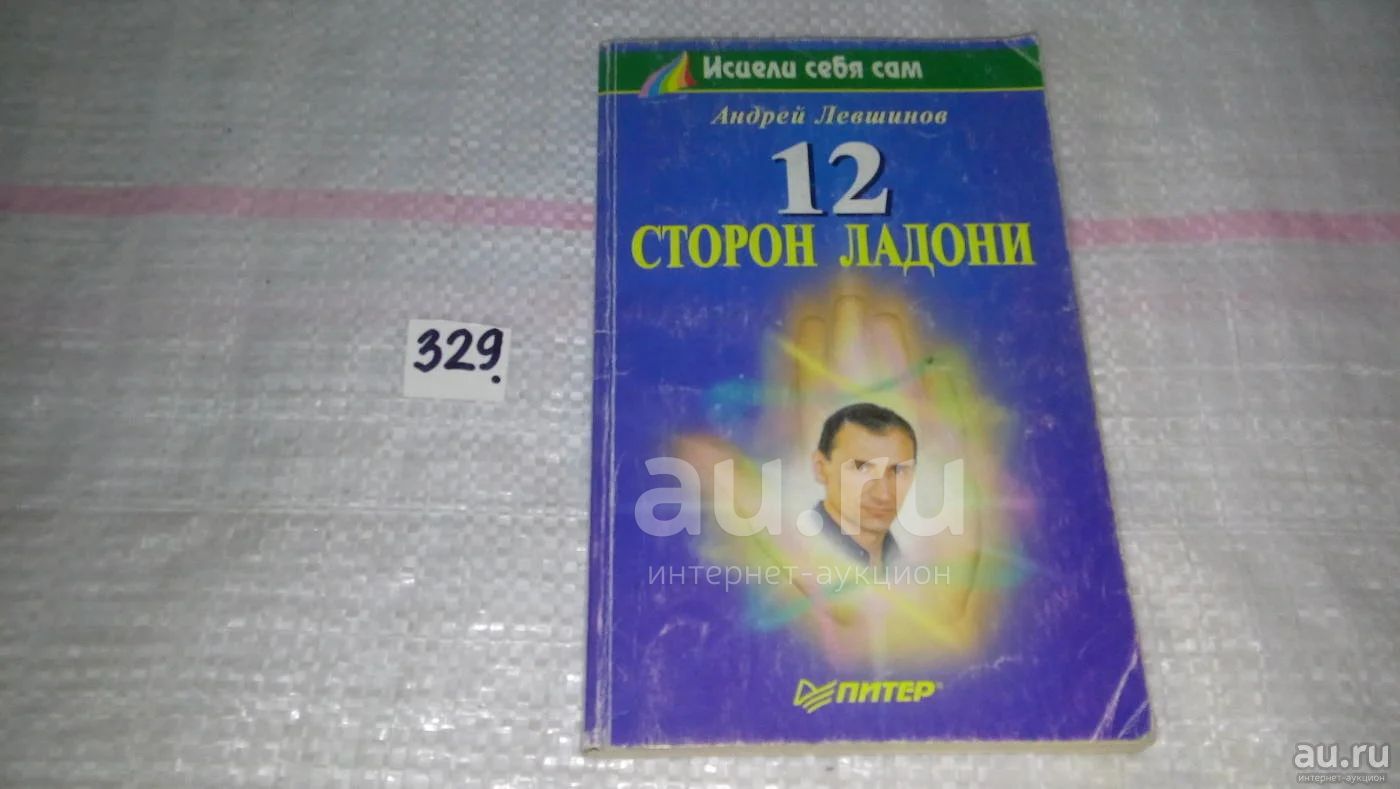 Исцели себя сам
Андрей Левшинов
12
СТОРОН ЛАДОНИ
329.
au.ru
интернет-аукцион
ПИТЕР®
au.ru
интернет-аукцион